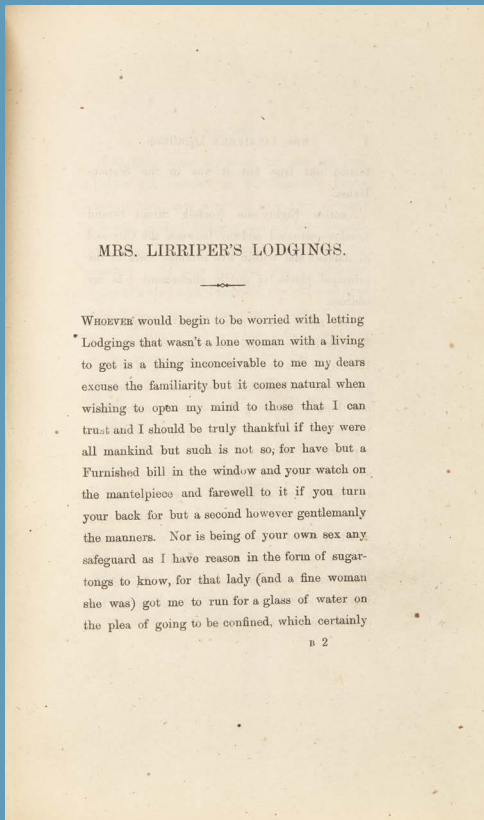 MRS. LIRRIPER'S LODGINGS.
WHOEVER would begin to be worried with letting
Lodgings that wasn't a lone woman with a living
to get is a thing inconceivable to me my dears
excuse the familiarity but it comes natural when
wishing to open my mind to those that I can
trust and I should be truly thankful if they were
all mankind but such is not so, for have but a
Furnished bill in the window and your watch on
the mantelpiece and farewell to it if you turn
your back for but a second however gentlemanly
the manners. Nor is being of your own sex any
safeguard as I have reason in the form of sugar-
tongs to know, for that lady (and a fine woman
she was) got me to run for a glass of water on
the plea of going to be confined, which certainly
B 2